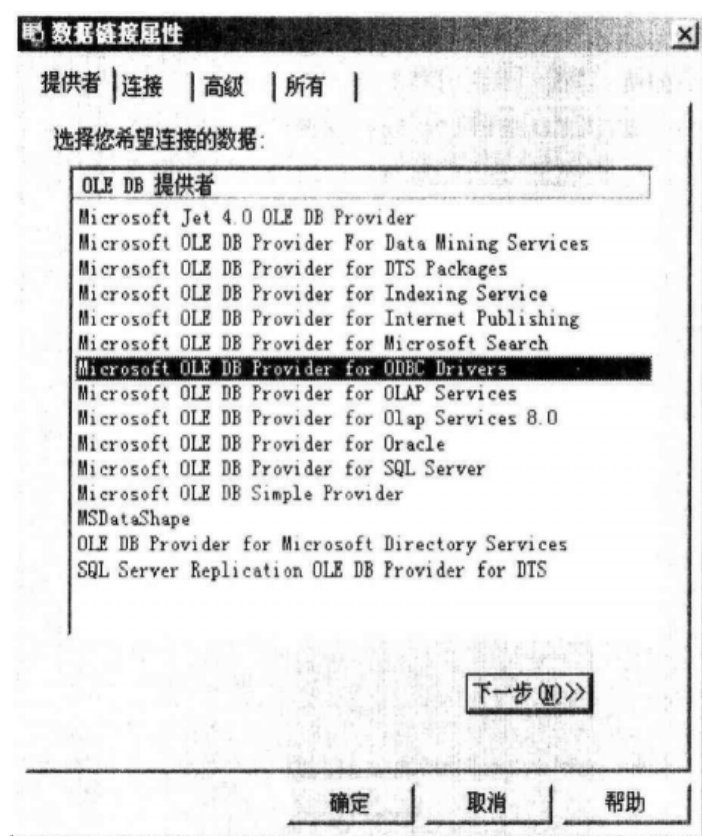 数据链接属性
提供者 连接 高级 所有
选择您希望连接的数据:
OLE DB 提供者
Microsoft Jet 4.0 OLE DB Provider
Microsoft OLE DB Provider For Data Mining Services
Microsoft OLE DB Provider for DTS Packages
Microsoft OLE DB Provider for Indexing Service
Microsoft OLE DB Provider for Internet Publishing
Microsoft OLE DB Provider for Microsoft Search
Microsoft OLE DB Provider for ODBC Drivers
Microsoft OLE DB Provider for OLAP Services
Microsoft OLE DB Provider for Olap Services 8.0
Microsoft OLE DB Provider for Oracle
Microsoft OLE DB Provider for SQL Server
Microsoft OLE DB Simple Provider
MSDataShape
OLE DB Provider for Microsoft Directory Services
SQL Server Replication OLE DB Provider for DTS
下一步(N)>>
确定 取消 帮助